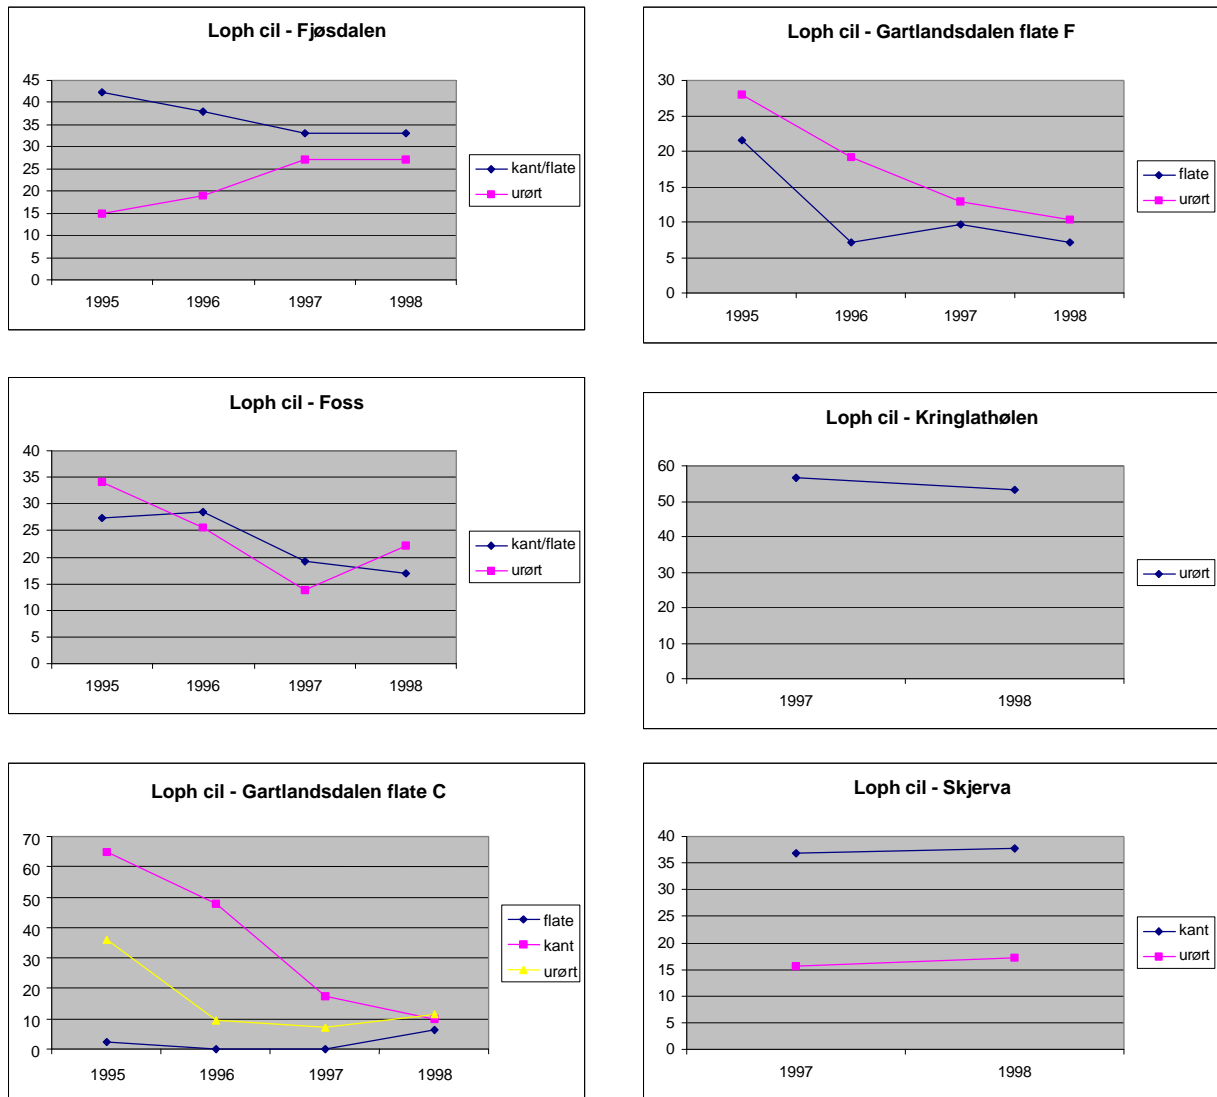 Loph cil - Fjøsdalen
45
40
35
30
25
20
15
10
5
0
1995 1996 1997 1998
kant/flate
urørt
Loph cil - Gartlandsdalen flate F
30
25
20
15
10
5
0
1995 1996 1997 1998
flate
urørt
Loph cil - Foss
40
35
30
25
20
15
10
5
0
1995 1996 1997 1998
kant/flate
urørt
Loph cil - Kringlathølen
60
50
40
30
20
10
0
1997 1998
urørt
Loph cil - Gartlandsdalen flate C
70
60
50
40
30
20
10
0
1995 1996 1997 1998
flate
kant
urørt
Loph cil - Skjerva
40
35
30
25
20
15
10
5
0
1997 1998
kant
urørt